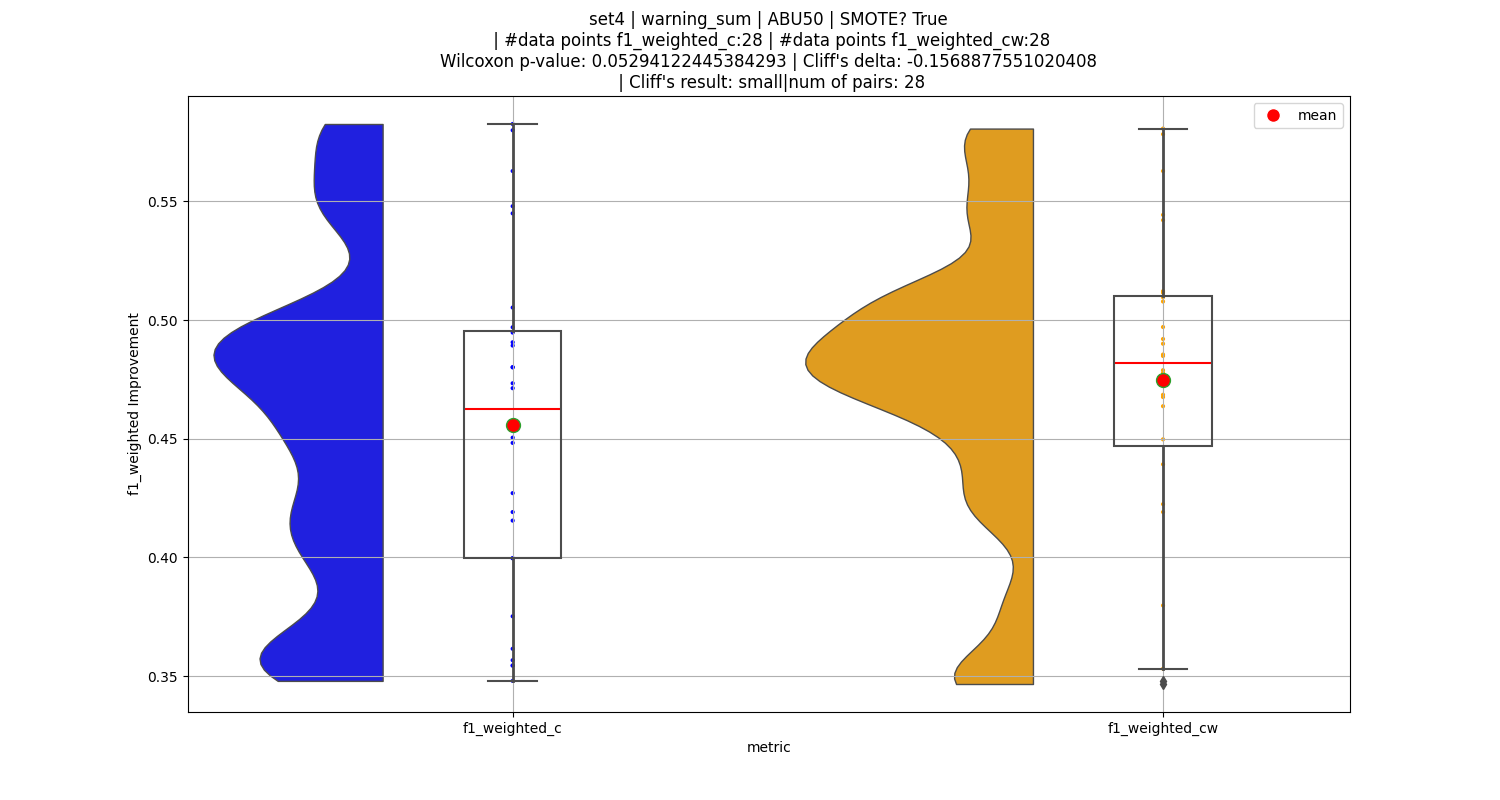 set4 | warning_sum | ABU50 | SMOTE? True
| #data points f1_weighted_c:28 | #data points f1_weighted_cw:28
Wilcoxon p-value: 0.05294122445384293 | Cliff's delta: -0.1568877551020408
| Cliff's result: small|num of pairs: 28
mean
f1_weighted Improvement
0.55
0.50
0.45
0.40
0.35
f1_weighted_c
f1_weighted_cw
metric